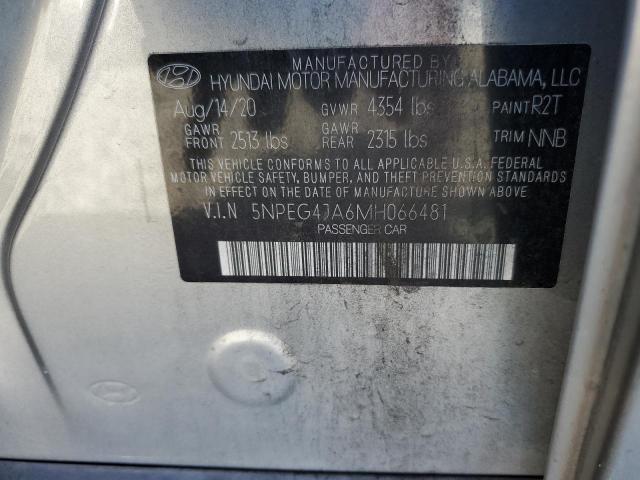 MANUFACTURED BY
HYUNDAI MOTOR MANUFACTURING ALABAMA, LLC
Aug/14/20 GVWR 4354 lbs PAINT R2T
GAWR FRONT 2513 lbs GAWR REAR 2315 lbs TRIM NNB
THIS VEHICLE CONFORMS TO ALL APPLICABLE U.S.A. FEDERAL
MOTOR VEHICLE SAFETY, BUMPER, AND THEFT PREVENTION
STANDARDS IN EFFECT ON THE DATE OF MANUFACTURE SHOWN ABOVE.
V.I.N 5NPEG4JA6MH066481
PASSENGER CAR